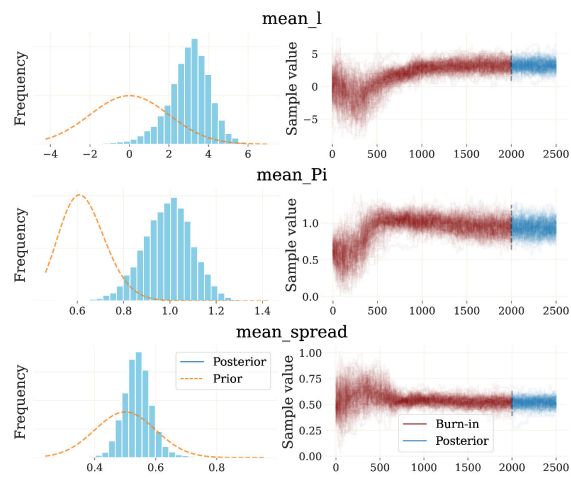 mean_l
Frequency
−4 −2 0 2 4 6
Sample value
5
0
−5
0 500 1000 1500 2000 2500
mean_Pi
Frequency
0.6 0.8 1.0 1.2 1.4
Sample value
1.0
0.5
0.0
0 500 1000 1500 2000 2500
mean_spread
Frequency
Posterior
Prior
0.4 0.6 0.8
Sample value
1.00
0.75
0.50
0.25
0.00
Burn-in
Posterior
0 500 1000 1500 2000 2500